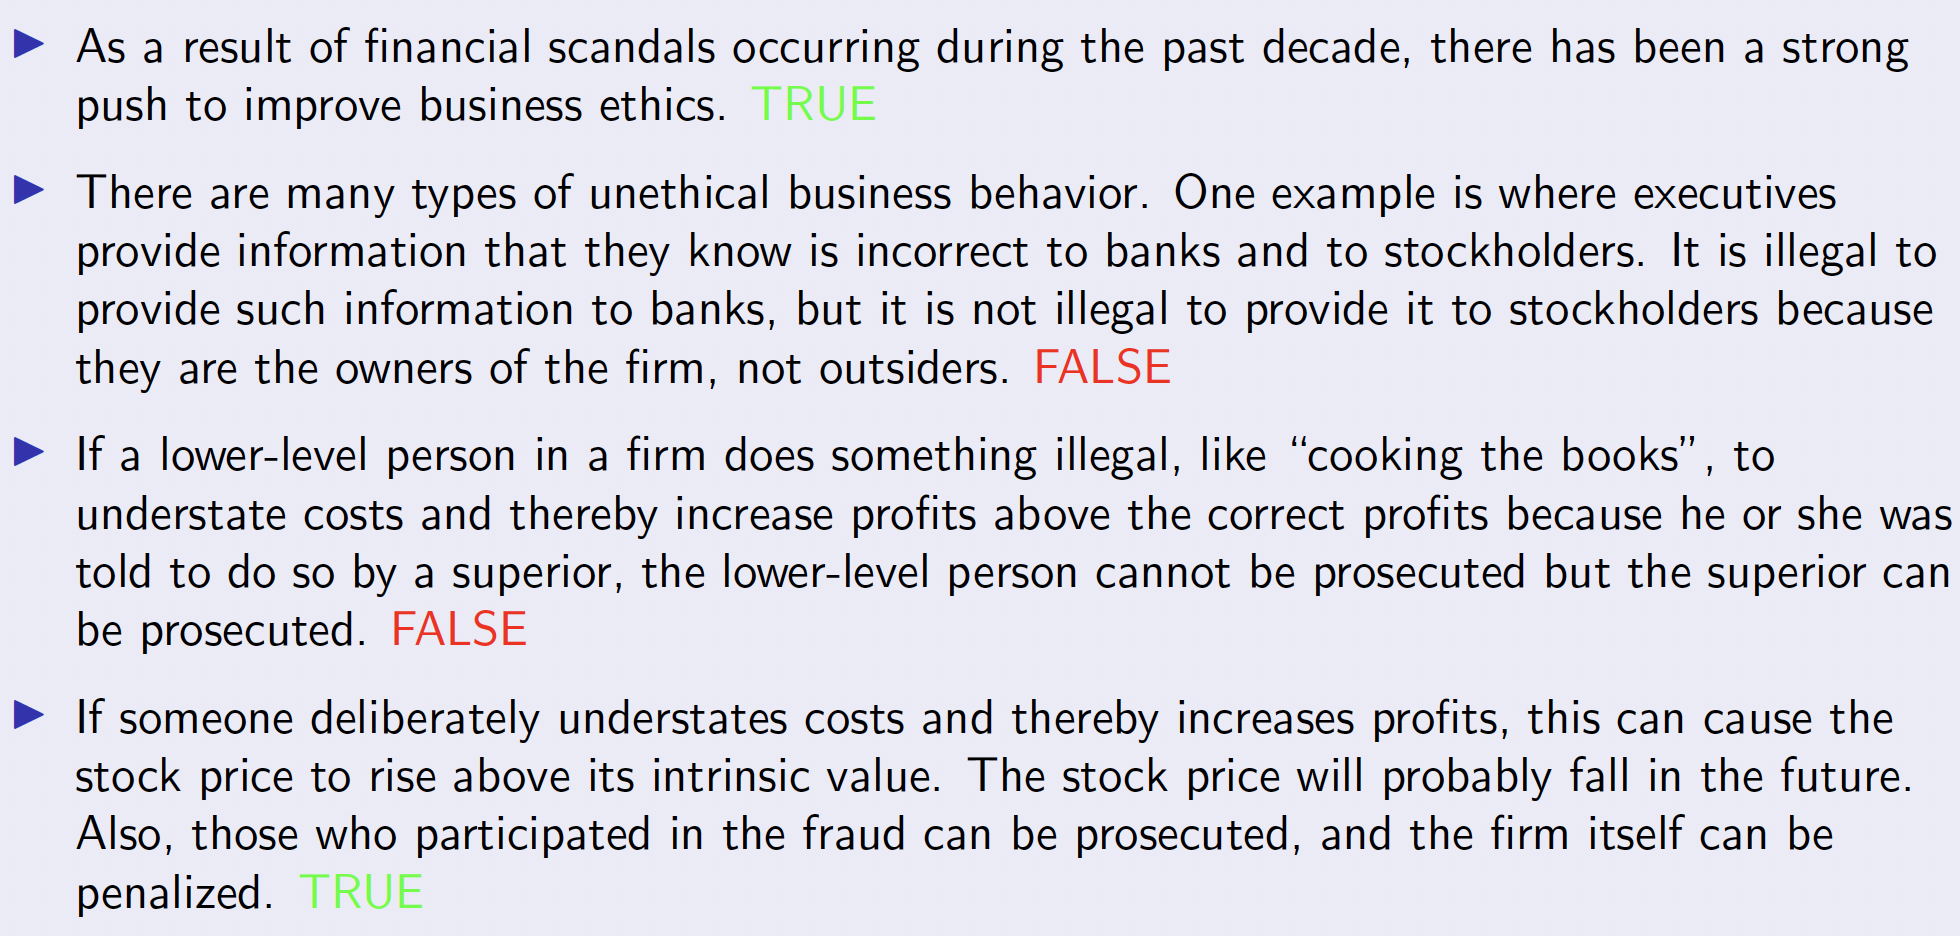 ▶ As a result of financial scandals occurring during the past decade, there has been a strong
push to improve business ethics. TRUE
▶ There are many types of unethical business behavior. One example is where executives
provide information that they know is incorrect to banks and to stockholders. It is illegal to
provide such information to banks, but it is not illegal to provide it to stockholders because
they are the owners of the firm, not outsiders. FALSE
▶ If a lower-level person in a firm does something illegal, like “cooking the books”, to
understate costs and thereby increase profits above the correct profits because he or she was
told to do so by a superior, the lower-level person cannot be prosecuted but the superior can
be prosecuted. FALSE
▶ If someone deliberately understates costs and thereby increases profits, this can cause the
stock price to rise above its intrinsic value. The stock price will probably fall in the future.
Also, those who participated in the fraud can be prosecuted, and the firm itself can be
penalized. TRUE